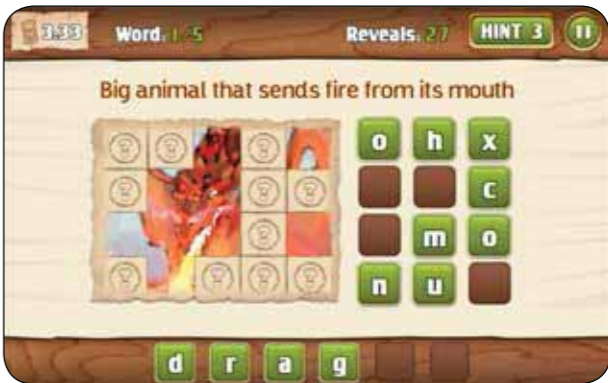 3.33 Word: 1/5 Reveals: 27 HINT 3
Big animal that sends fire from its mouth
o h x
c
m o
n u
d r a g